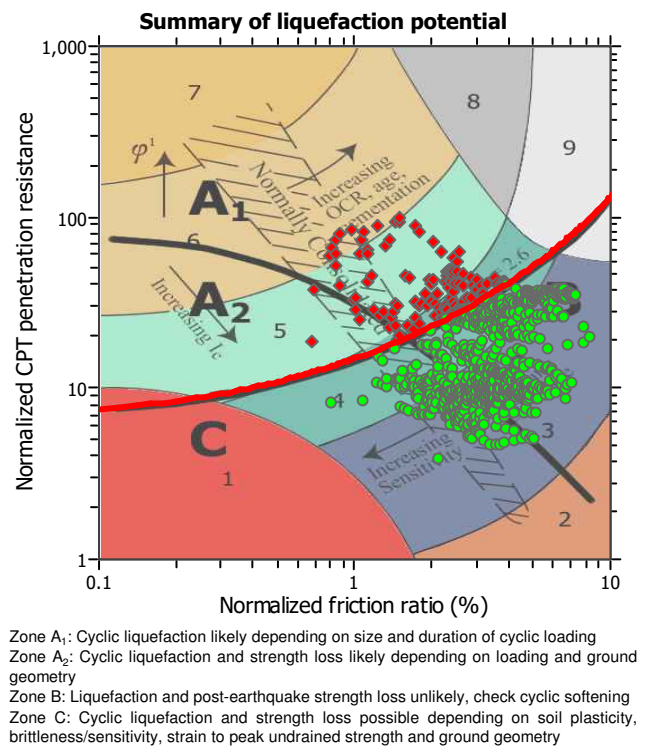 Summary of liquefaction potential
1,000
7
8
9
φ¹
A₁
Increasing
OCR, age,
cementation
Normally Consolidated
100
6
A₂
Increasing Ic
= 2.6
B
5
10
4
3
C
Increasing
Sensitivity
1
2
1
0.1
1
10
Normalized CPT penetration resistance
Normalized friction ratio (%)
Zone A₁: Cyclic liquefaction likely depending on size and duration of cyclic loading
Zone A₂: Cyclic liquefaction and strength loss likely depending on loading and ground
geometry
Zone B: Liquefaction and post-earthquake strength loss unlikely, check cyclic softening
Zone C: Cyclic liquefaction and strength loss possible depending on soil plasticity,
brittleness/sensitivity, strain to peak undrained strength and ground geometry